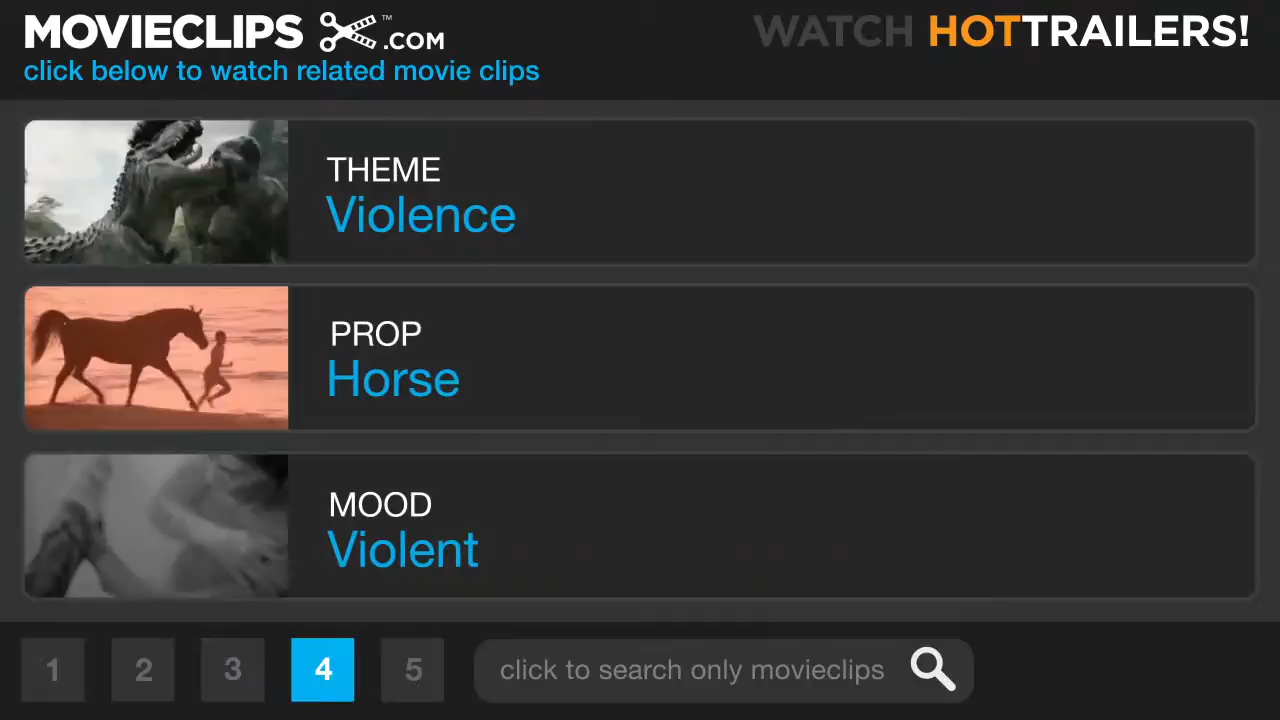 MOVIECLIPS ™ .COM
WATCH HOTTRAILERS!
click below to watch related movie clips
THEME
Violence
PROP
Horse
MOOD
Violent
1 2 3 4 5
click to search only movieclips